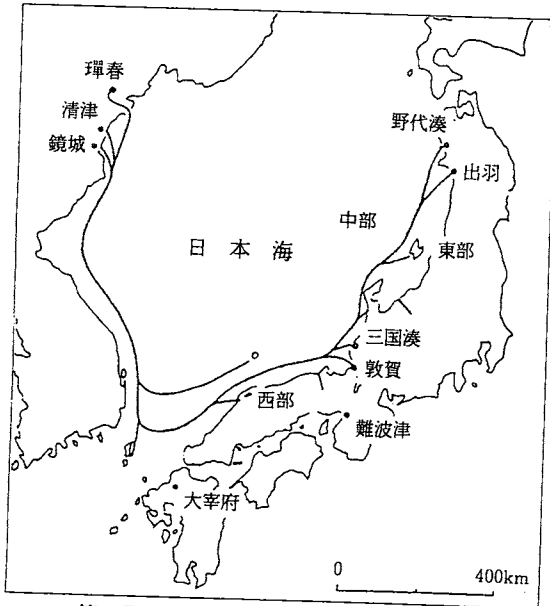 琿春
清津
鏡城
野代湊
出羽
中部
東部
日本海
三国湊
敦賀
西部
難波津
大宰府
0 400km